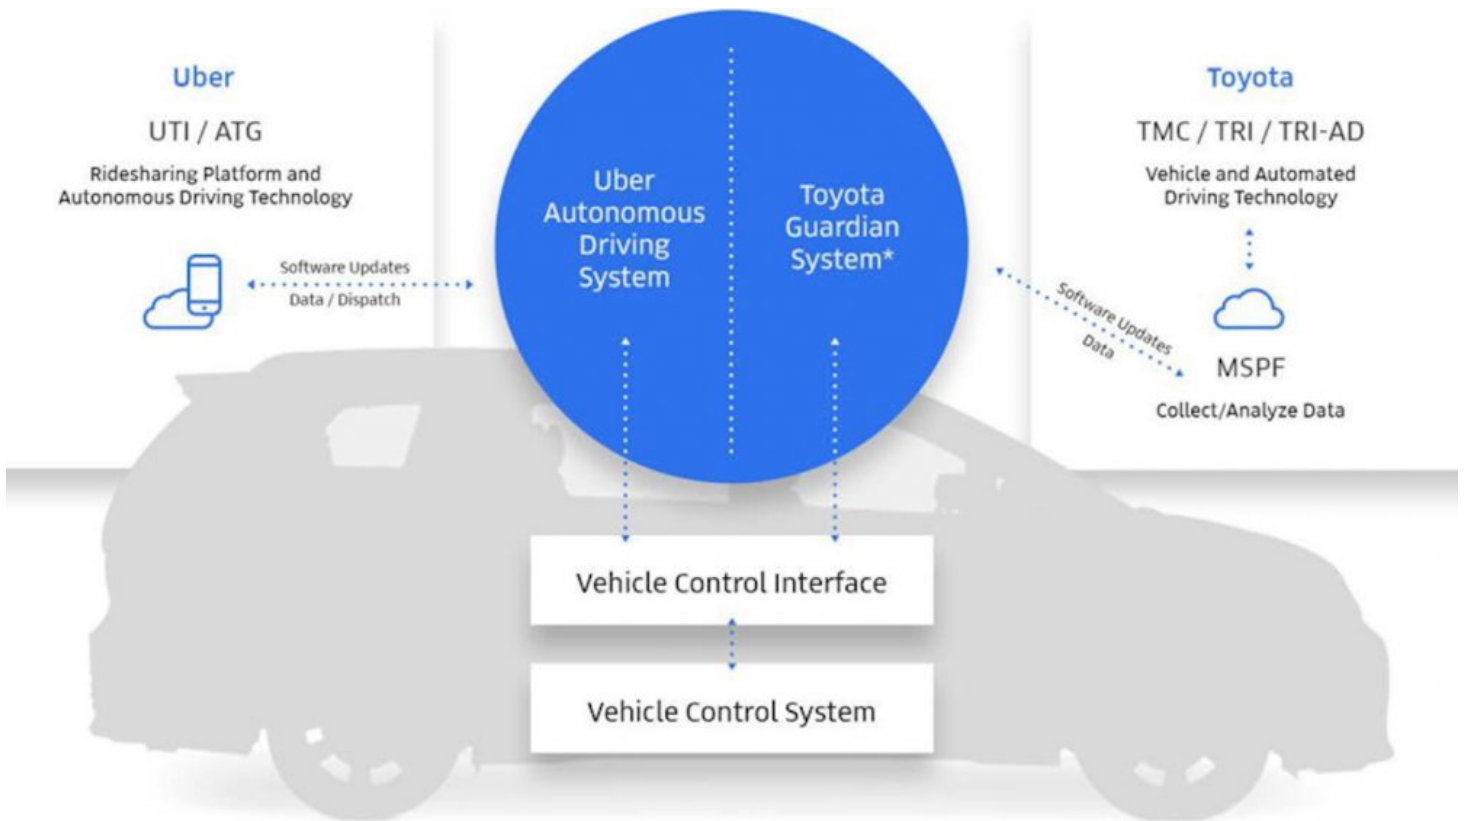 Uber
UTI / ATG
Ridesharing Platform and
Autonomous Driving Technology
Software Updates
Data / Dispatch
Uber
Autonomous
Driving
System
Toyota
Guardian
System*
Toyota
TMC / TRI / TRI-AD
Vehicle and Automated
Driving Technology
Software Updates
Data
MSPF
Collect/Analyze Data
Vehicle Control Interface
Vehicle Control System